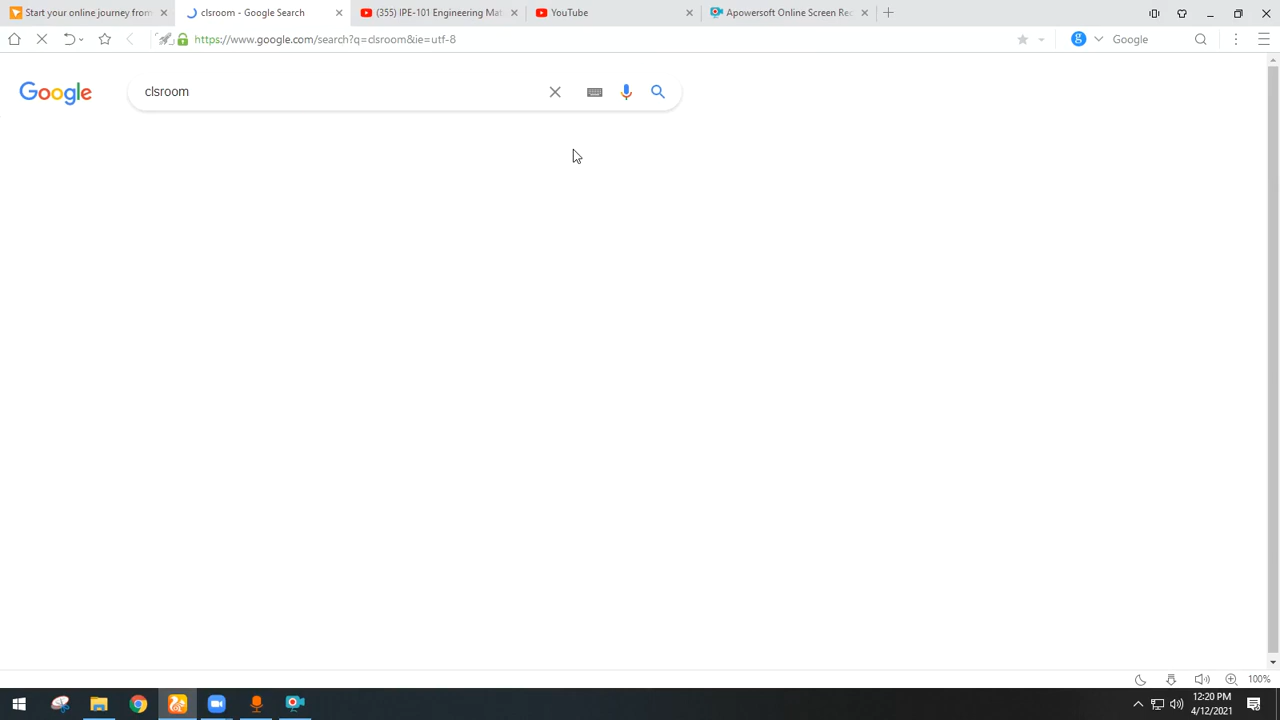 Start your online journey from
clsroom - Google Search
(355) IPE-101 Engineering Mat
YouTube
Apowersoft Online Screen Rec
https://www.google.com/search?q=clsroom&ie=utf-8
Google
Google
clsroom
100%
12:20 PM
4/12/2021